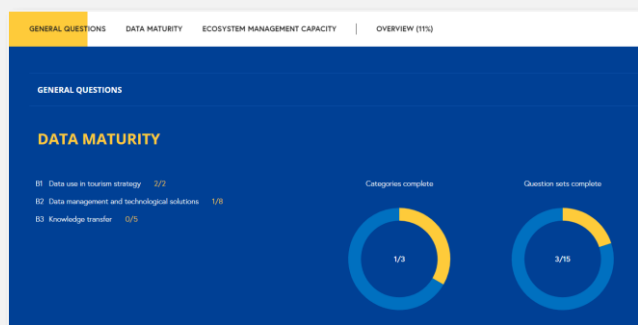 GENERAL QUESTIONS DATA MATURITY ECOSYSTEM MANAGEMENT CAPACITY OVERVIEW (11%)
GENERAL QUESTIONS
DATA MATURITY
B1 Data use in tourism strategy 2/2
B2 Data management and technological solutions 1/8
B3 Knowledge transfer 0/5
Categories complete
1/3
Question sets complete
3/15